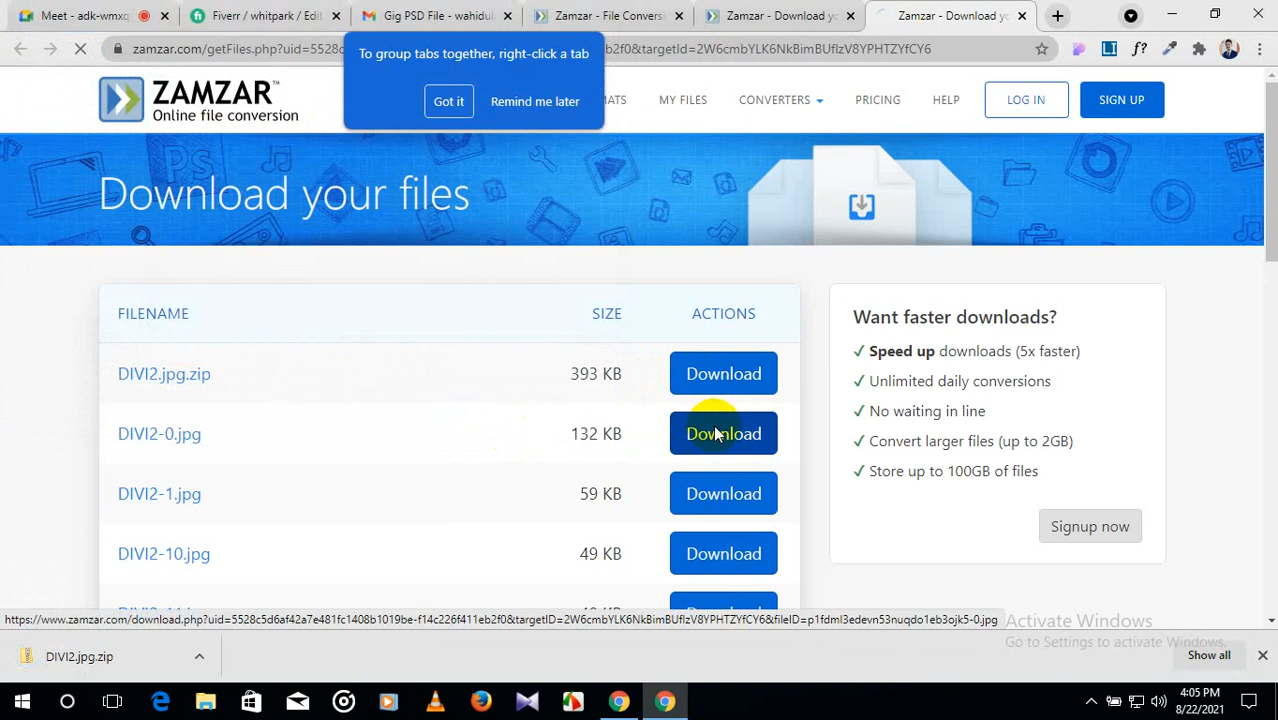 Meet - adk-wmxq
Fiverr / whitpark / Edit
Gig PSD File - wahidul
Zamzar - File Convers
Zamzar - Download yo
Zamzar - Download yo
zamzar.com/getFiles.php?uid=5528c
eb2f0&targetId=2W6cmbYLK6NkBimBUfIzV8YPHTZYfCY6
To group tabs together, right-click a tab
Got it
Remind me later
ZAMZAR™
Online file conversion
MATS
MY FILES
CONVERTERS
PRICING
HELP
LOG IN
SIGN UP
Download your files
FILENAME
SIZE
ACTIONS
DIVI2.jpg.zip
393 KB
Download
DIVI2-0.jpg
132 KB
Download
DIVI2-1.jpg
59 KB
Download
DIVI2-10.jpg
49 KB
Download
Want faster downloads?
✓ Speed up downloads (5x faster)
✓ Unlimited daily conversions
✓ No waiting in line
✓ Convert larger files (up to 2GB)
✓ Store up to 100GB of files
Signup now
https://www.zamzar.com/download.php?uid=5528c5d6af42a7e481fc1408b1019be-f14c226f411eb2f0&targetID=2W6cmbYLK6NkBimBUfIzV8YPHTZYfCY6&fileID=p1fdml3edevn53nuqdo1eb3ojk5-0.jpg
Activate Windows
Go to Settings to activate Windows.
DIVI2.jpg.zip
Show all
4:05 PM
8/22/2021